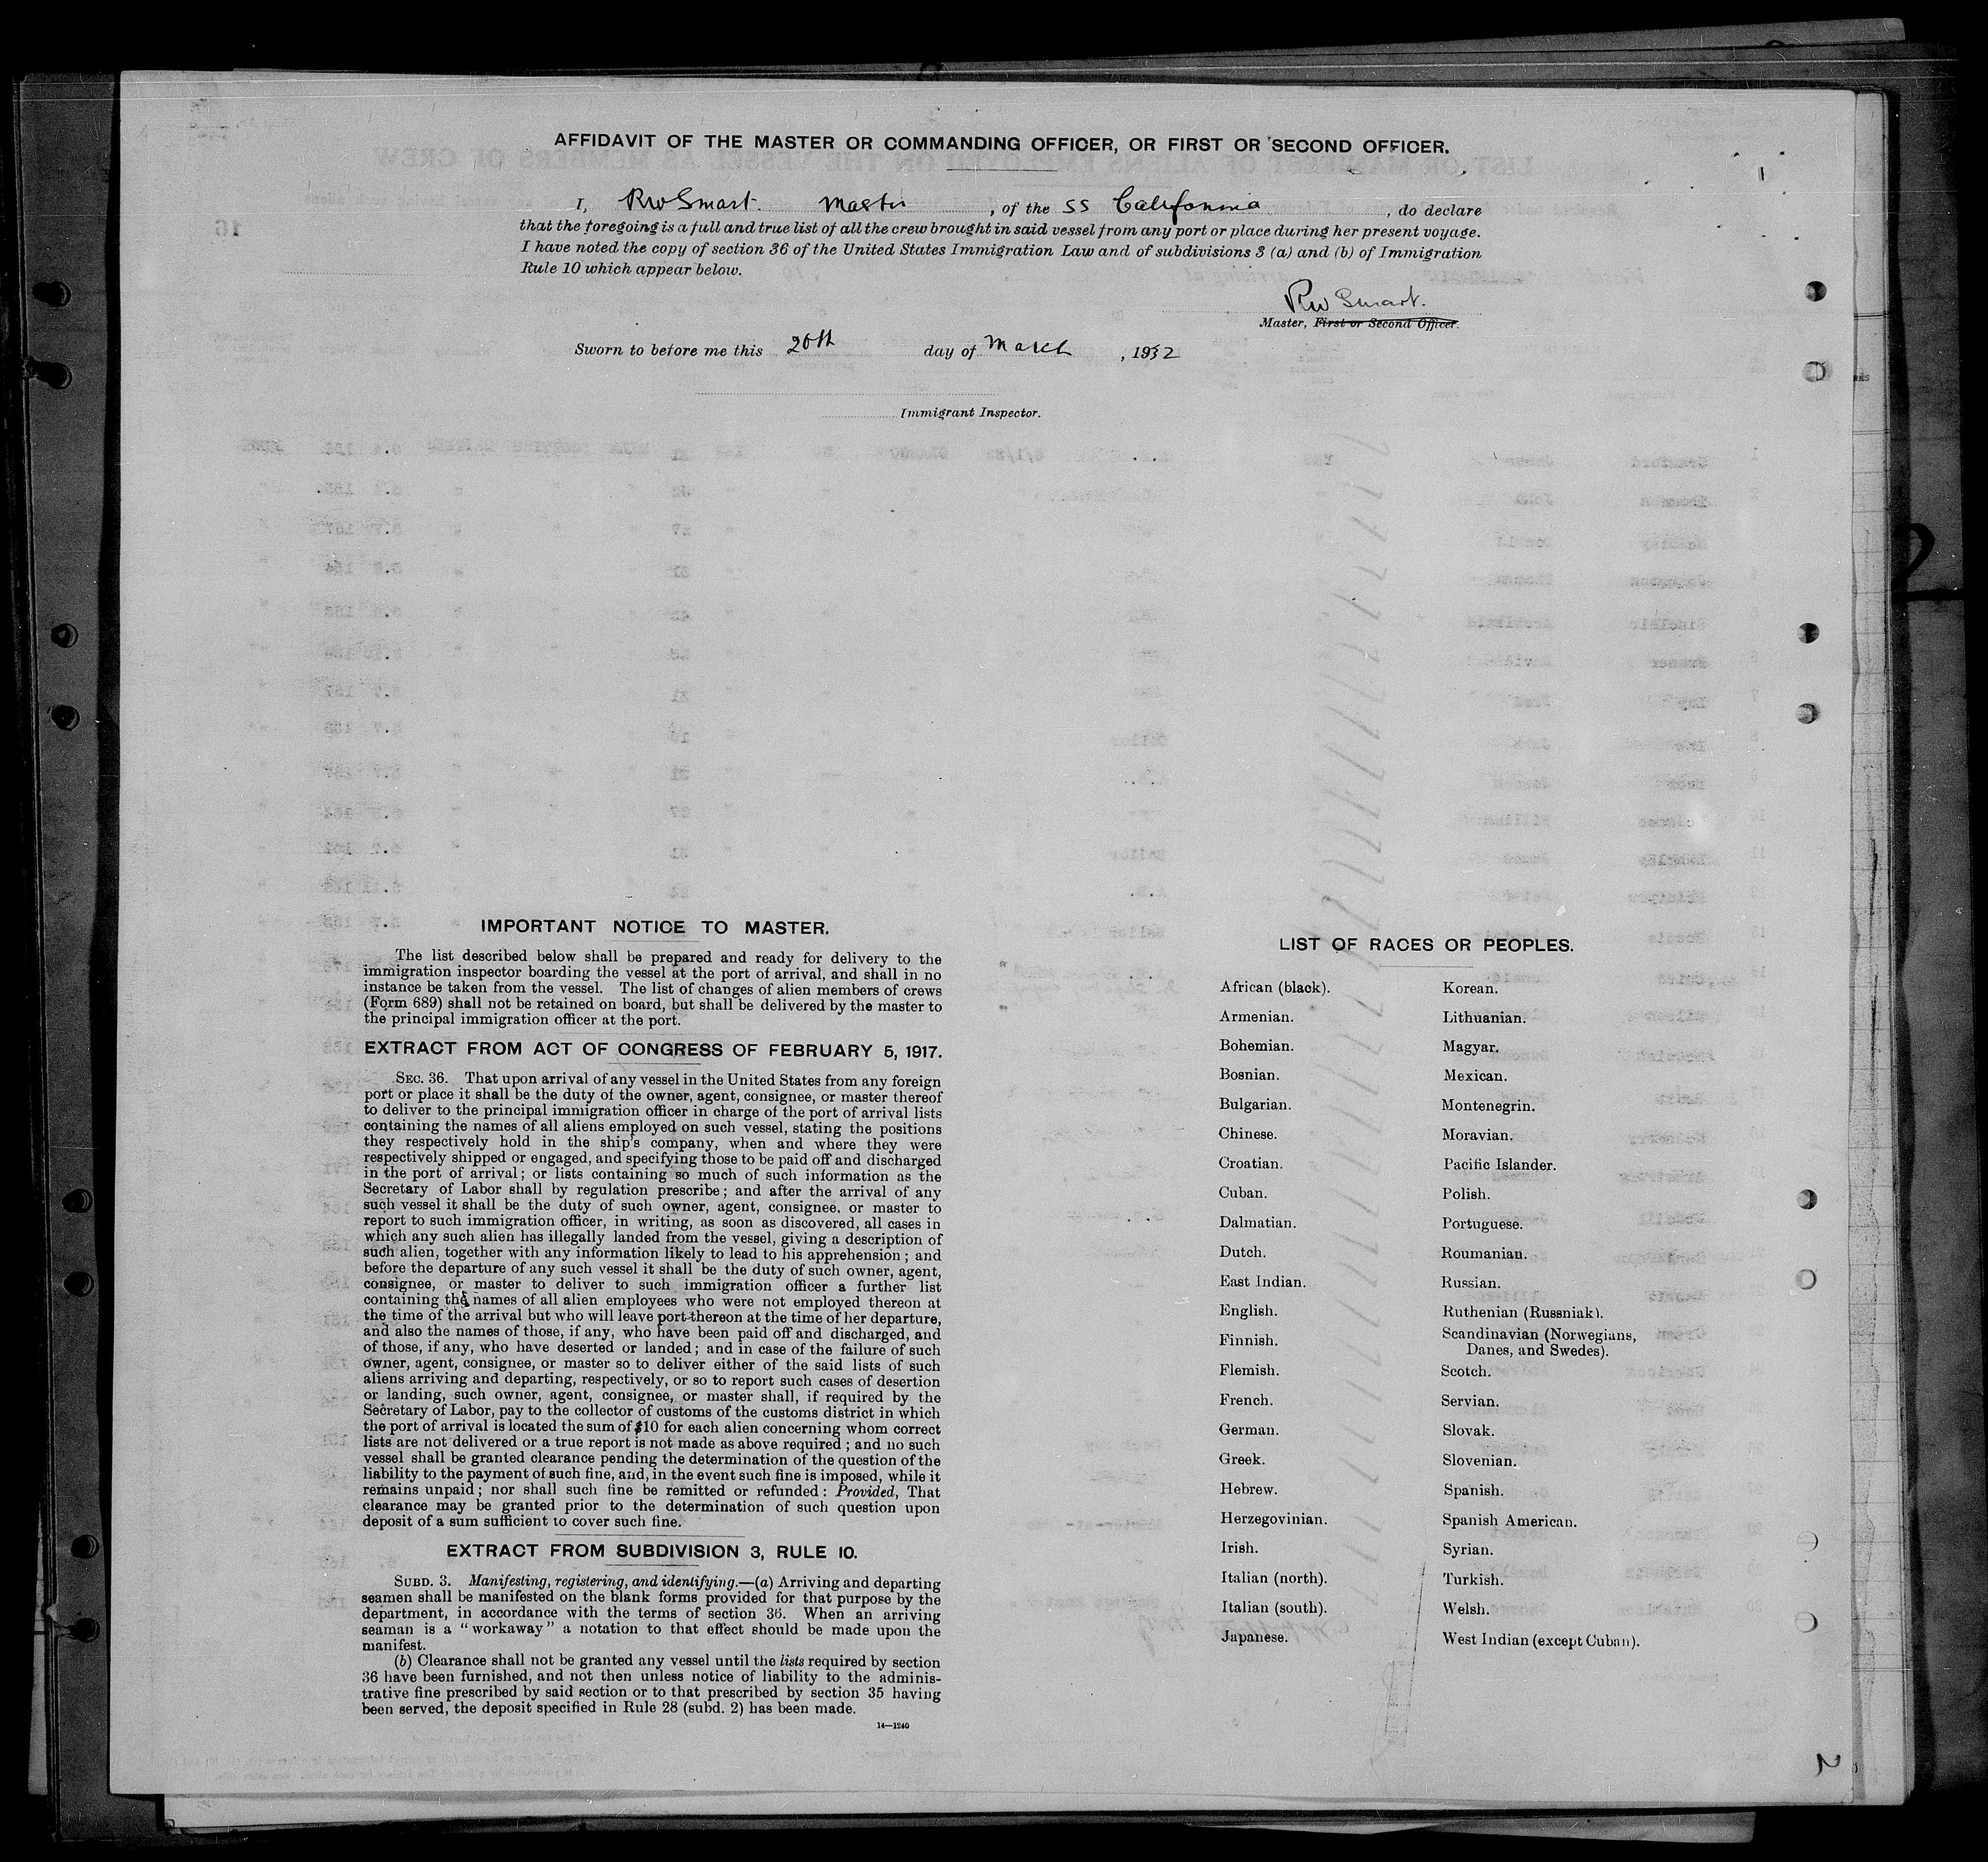 AFFIDAVIT OF THE MASTER OR COMMANDING OFFICER, OR FIRST OR SECOND OFFICER.
I, RW Smart. Master, of the SS California, do declare
that the foregoing is a full and true list of all the crew brought in said vessel from any port or place during her present voyage.
I have noted the copy of section 36 of the United States Immigration Law and of subdivisions 3 (a) and (b) of Immigration
Rule 10 which appear below.
RW Smart.
Master, First or Second Officer.
Sworn to before me this 20th day of March, 1932
Immigrant Inspector.
IMPORTANT NOTICE TO MASTER.
The list described below shall be prepared and ready for delivery to the
immigration inspector boarding the vessel at the port of arrival, and shall in no
instance be taken from the vessel. The list of changes of alien members of crews
(Form 689) shall not be retained on board, but shall be delivered by the master to
the principal immigration officer at the port.
EXTRACT FROM ACT OF CONGRESS OF FEBRUARY 5, 1917.
SEC. 36. That upon arrival of any vessel in the United States from any foreign
port or place it shall be the duty of the owner, agent, consignee, or master thereof
to deliver to the principal immigration officer in charge of the port of arrival lists
containing the names of all aliens employed on such vessel, stating the positions
they respectively hold in the ship's company, when and where they were
respectively shipped or engaged, and specifying those to be paid off and discharged
in the port of arrival; or lists containing so much of such information as the
Secretary of Labor shall by regulation prescribe; and after the arrival of any
such vessel it shall be the duty of such owner, agent, consignee, or master to
report to such immigration officer, in writing, as soon as discovered, all cases in
which any such alien has illegally landed from the vessel, giving a description of
such alien, together with any information likely to lead to his apprehension; and
before the departure of any such vessel it shall be the duty of such owner, agent,
consignee, or master to deliver to such immigration officer a further list
containing the names of all alien employees who were not employed thereon at
the time of the arrival but who will leave port thereon at the time of her departure,
and also the names of those, if any, who have been paid off and discharged, and
of those, if any, who have deserted or landed; and in case of the failure of such
owner, agent, consignee, or master so to deliver either of the said lists of such
aliens arriving and departing, respectively, or so to report such cases of desertion
or landing, such owner, agent, consignee, or master shall, if required by the
Secretary of Labor, pay to the collector of customs of the customs district in which
the port of arrival is located the sum of $10 for each alien concerning whom correct
lists are not delivered or a true report is not made as above required; and no such
vessel shall be granted clearance pending the determination of the question of the
liability to the payment of such fine, and, in the event such fine is imposed, while it
remains unpaid; nor shall such fine be remitted or refunded: Provided, That
clearance may be granted prior to the determination of such question upon
deposit of a sum sufficient to cover such fine.
EXTRACT FROM SUBDIVISION 3, RULE 10.
SUBD. 3. Manifesting, registering, and identifying.—(a) Arriving and departing
seamen shall be manifested on the blank forms provided for that purpose by the
department, in accordance with the terms of section 36. When an arriving
seaman is a "workaway" a notation to that effect should be made upon the
manifest.
(b) Clearance shall not be granted any vessel until the lists required by section
36 have been furnished, and not then unless notice of liability to the adminis-
trative fine prescribed by said section or to that prescribed by section 35 having
been served, the deposit specified in Rule 28 (subd. 2) has been made.
14—1240
LIST OF RACES OR PEOPLES.
African (black).
Armenian.
Bohemian.
Bosnian.
Bulgarian.
Chinese.
Croatian.
Cuban.
Dalmatian.
Dutch.
East Indian.
English.
Finnish.
Flemish.
French.
German.
Greek.
Hebrew.
Herzegovinian.
Irish.
Italian (north).
Italian (south).
Japanese.
Korean.
Lithuanian.
Magyar.
Mexican.
Montenegrin.
Moravian.
Pacific Islander.
Polish.
Portuguese.
Roumanian.
Russian.
Ruthenian (Russniak).
Scandinavian (Norwegians,
Danes, and Swedes).
Scotch.
Servian.
Slovak.
Slovenian.
Spanish.
Spanish American.
Syrian.
Turkish.
Welsh.
West Indian (except Cuban).